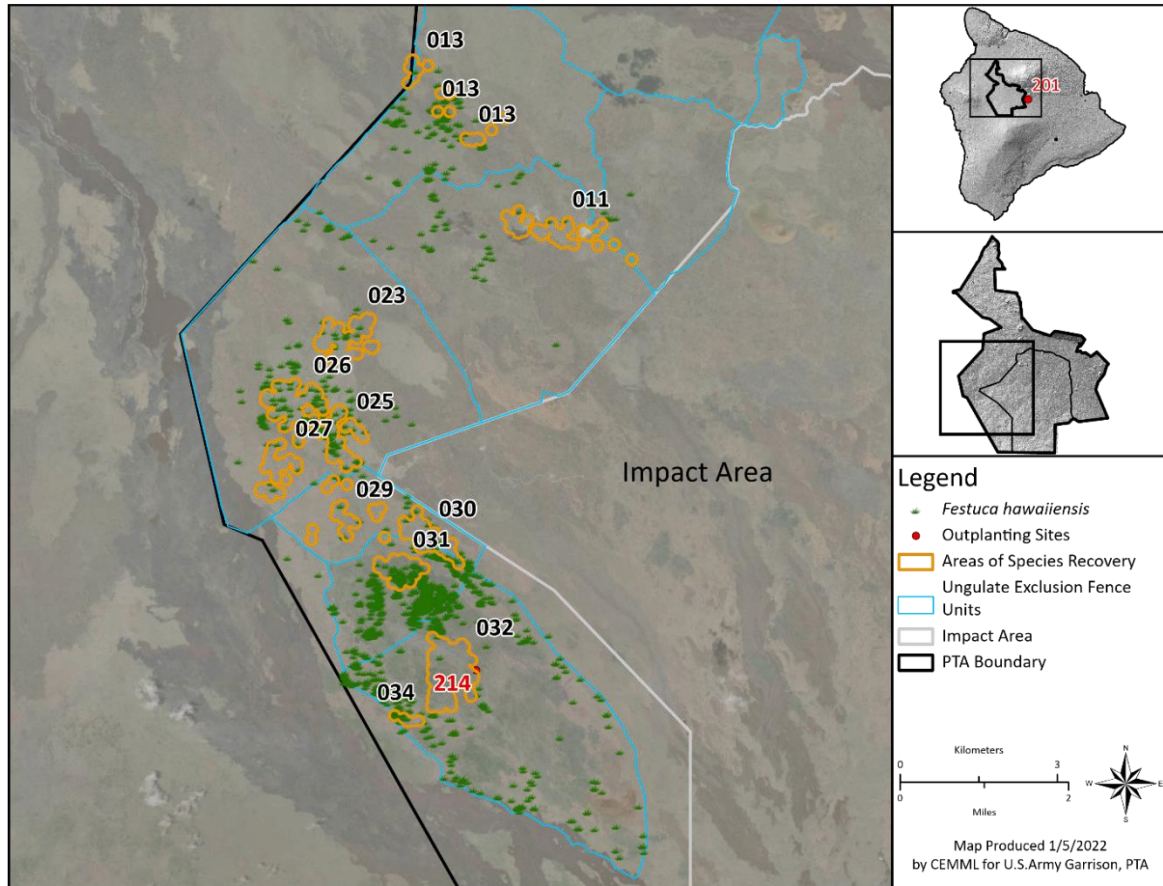 013
013
013
011
023
026
025
027
Impact Area
029
030
031
032
214
034
201
Legend
Festuca hawaiiensis
Outplanting Sites
Areas of Species Recovery
Ungulate Exclusion Fence
Units
Impact Area
PTA Boundary
Kilometers
0 3
0 2
Miles
N
W E
S
Map Produced 1/5/2022
by CEMML for U.S.Army Garrison, PTA